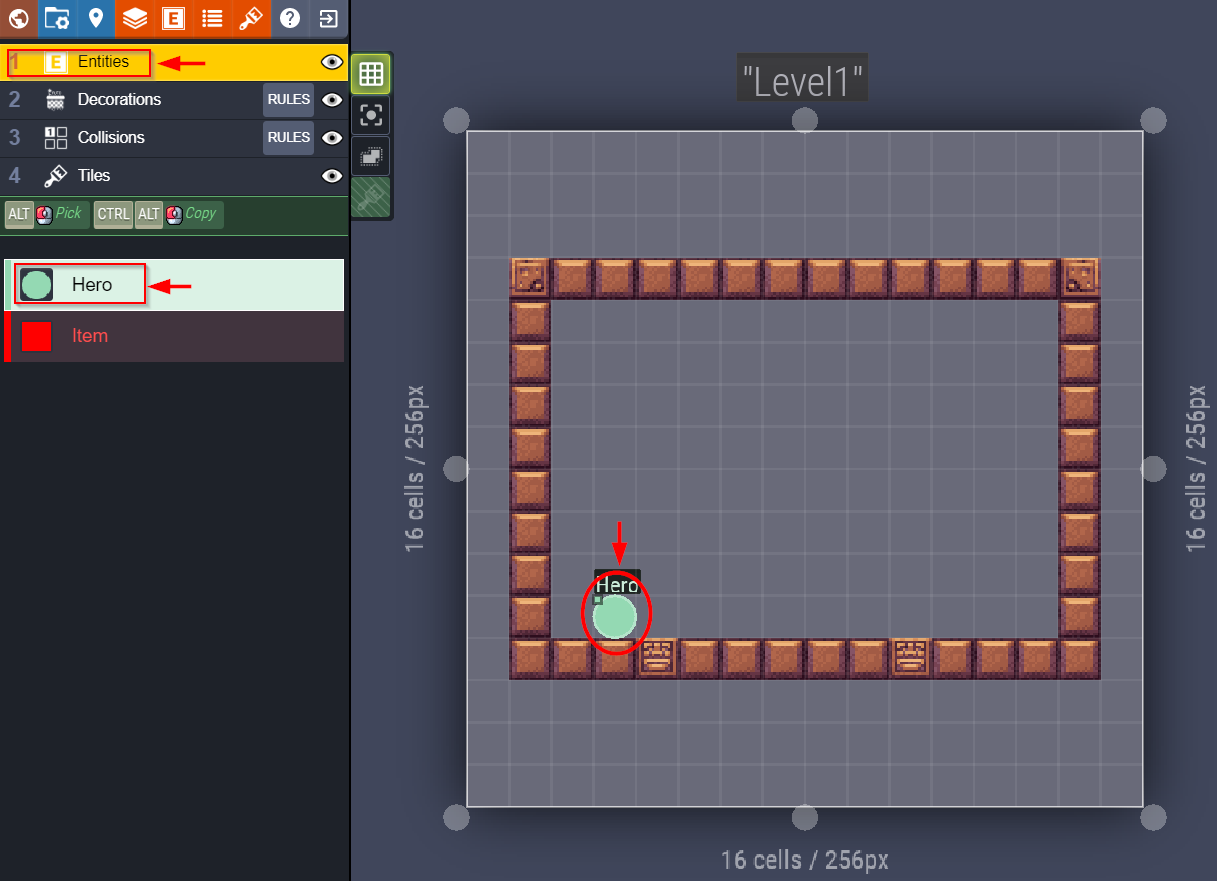 1 E Entities
2 Decorations RULES
3 Collisions RULES
4 Tiles
ALT Pick CTRL ALT Copy
Hero
Item
"Level1"
16 cells / 256px
16 cells / 256px
Hero
16 cells / 256px